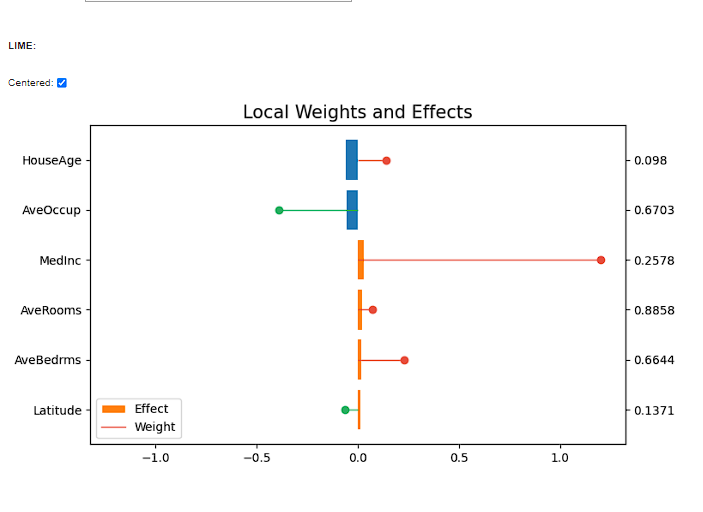 LIME:
Centered:
Local Weights and Effects
HouseAge 0.098
AveOccup 0.6703
MedInc 0.2578
AveRooms 0.8858
AveBedrms 0.6644
Latitude 0.1371
Effect
Weight
−1.0 −0.5 0.0 0.5 1.0